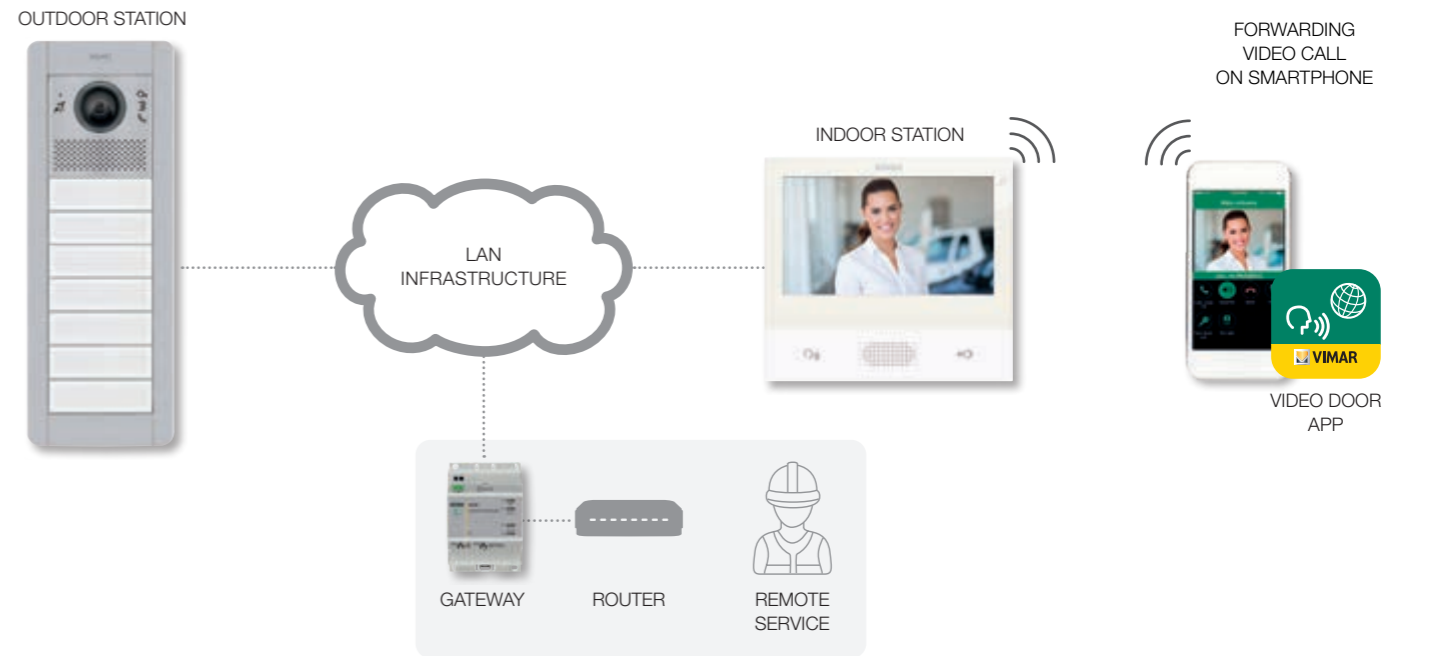 OUTDOOR STATION
FORWARDING
VIDEO CALL
ON SMARTPHONE
INDOOR STATION
LAN
INFRASTRUCTURE
VIMAR
VIDEO DOOR
APP
GATEWAY
ROUTER
REMOTE
SERVICE